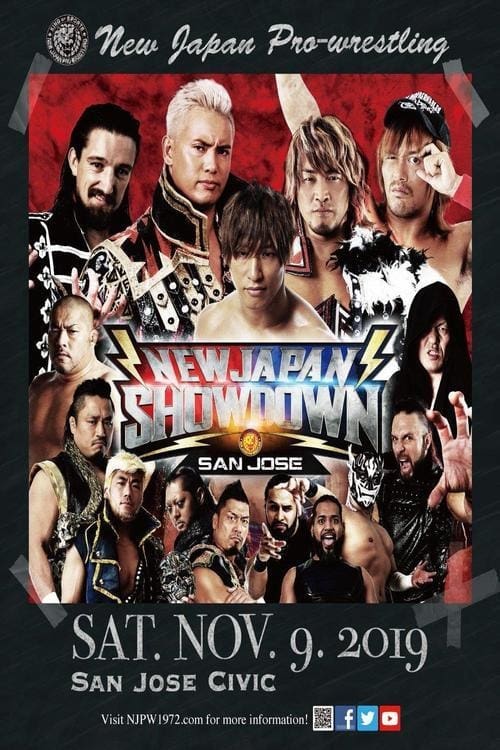 New Japan Pro-wrestling
NEW JAPAN
SHOWDOWN
SAN JOSE
SAT. NOV. 9. 2019
SAN JOSE CIVIC
Visit NJPW1972.com for more information!